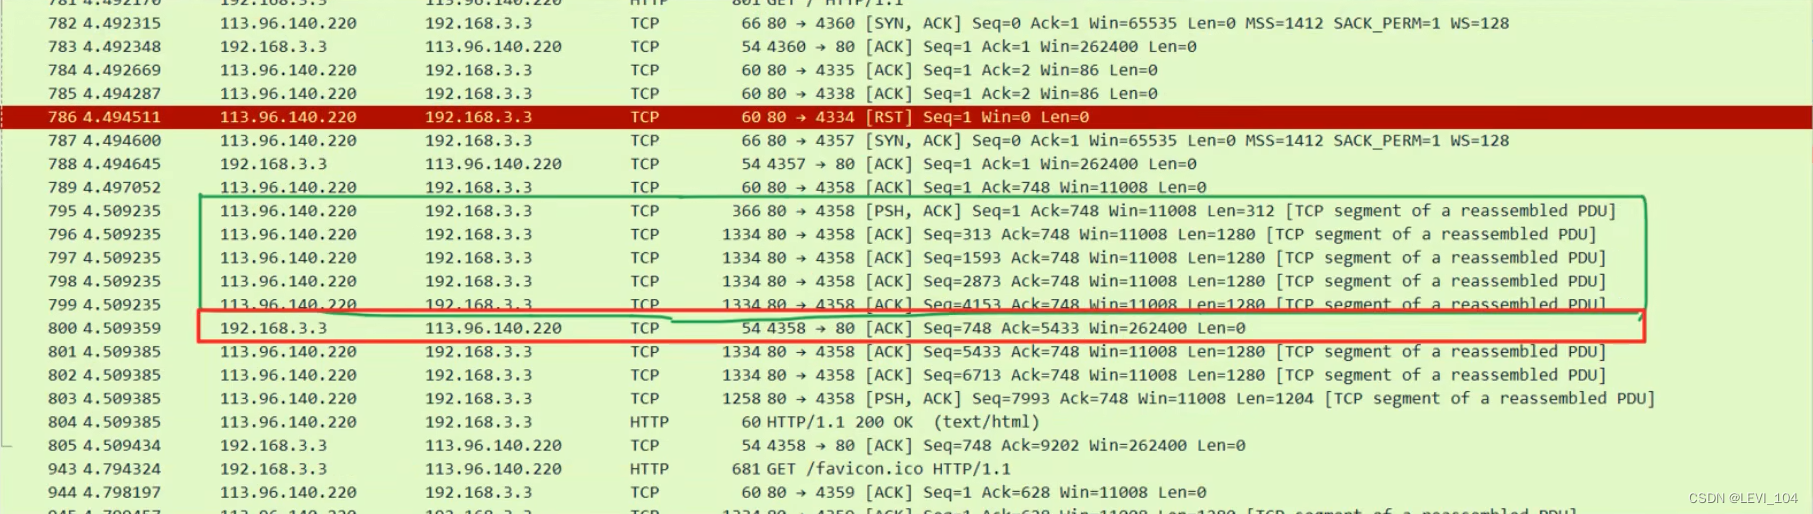 781 4.492170 192.168.3.3 113.96.140.220 HTTP 801 GET / HTTP/1.1
782 4.492315 113.96.140.220 192.168.3.3 TCP 66 80 → 4360 [SYN, ACK] Seq=0 Ack=1 Win=65535 Len=0 MSS=1412 SACK_PERM=1 WS=128
783 4.492348 192.168.3.3 113.96.140.220 TCP 54 4360 → 80 [ACK] Seq=1 Ack=1 Win=262400 Len=0
784 4.492669 113.96.140.220 192.168.3.3 TCP 60 80 → 4335 [ACK] Seq=1 Ack=2 Win=86 Len=0
785 4.494287 113.96.140.220 192.168.3.3 TCP 60 80 → 4338 [ACK] Seq=1 Ack=2 Win=86 Len=0
786 4.494511 113.96.140.220 192.168.3.3 TCP 60 80 → 4334 [RST] Seq=1 Win=0 Len=0
787 4.494600 113.96.140.220 192.168.3.3 TCP 66 80 → 4357 [SYN, ACK] Seq=0 Ack=1 Win=65535 Len=0 MSS=1412 SACK_PERM=1 WS=128
788 4.494645 192.168.3.3 113.96.140.220 TCP 54 4357 → 80 [ACK] Seq=1 Ack=1 Win=262400 Len=0
789 4.497052 113.96.140.220 192.168.3.3 TCP 60 80 → 4358 [ACK] Seq=1 Ack=748 Win=11008 Len=0
795 4.509235 113.96.140.220 192.168.3.3 TCP 366 80 → 4358 [PSH, ACK] Seq=1 Ack=748 Win=11008 Len=312 [TCP segment of a reassembled PDU]
796 4.509235 113.96.140.220 192.168.3.3 TCP 1334 80 → 4358 [ACK] Seq=313 Ack=748 Win=11008 Len=1280 [TCP segment of a reassembled PDU]
797 4.509235 113.96.140.220 192.168.3.3 TCP 1334 80 → 4358 [ACK] Seq=1593 Ack=748 Win=11008 Len=1280 [TCP segment of a reassembled PDU]
798 4.509235 113.96.140.220 192.168.3.3 TCP 1334 80 → 4358 [ACK] Seq=2873 Ack=748 Win=11008 Len=1280 [TCP segment of a reassembled PDU]
799 4.509235 113.96.140.220 192.168.3.3 TCP 1334 80 → 4358 [ACK] Seq=4153 Ack=748 Win=11008 Len=1280 [TCP segment of a reassembled PDU]
800 4.509359 192.168.3.3 113.96.140.220 TCP 54 4358 → 80 [ACK] Seq=748 Ack=5433 Win=262400 Len=0
801 4.509385 113.96.140.220 192.168.3.3 TCP 1334 80 → 4358 [ACK] Seq=5433 Ack=748 Win=11008 Len=1280 [TCP segment of a reassembled PDU]
802 4.509385 113.96.140.220 192.168.3.3 TCP 1334 80 → 4358 [ACK] Seq=6713 Ack=748 Win=11008 Len=1280 [TCP segment of a reassembled PDU]
803 4.509385 113.96.140.220 192.168.3.3 TCP 1258 80 → 4358 [PSH, ACK] Seq=7993 Ack=748 Win=11008 Len=1204 [TCP segment of a reassembled PDU]
804 4.509385 113.96.140.220 192.168.3.3 HTTP 60 HTTP/1.1 200 OK (text/html)
805 4.509434 192.168.3.3 113.96.140.220 TCP 54 4358 → 80 [ACK] Seq=748 Ack=9202 Win=262400 Len=0
943 4.794324 192.168.3.3 113.96.140.220 HTTP 681 GET /favicon.ico HTTP/1.1
944 4.798197 113.96.140.220 192.168.3.3 TCP 60 80 → 4359 [ACK] Seq=1 Ack=628 Win=11008 Len=0
CSDN @LEVI_104